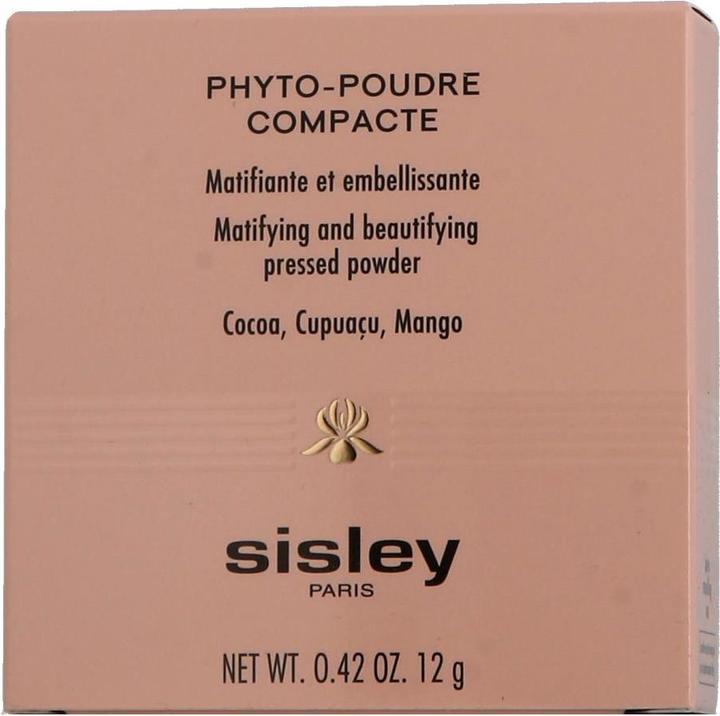 PHYTO-POUDRE
COMPACTE
Matifiante et embellissante
Matifying and beautifying
pressed powder
Cocoa, Cupuaçu, Mango
sisley
PARIS
NET WT. 0.42 OZ. 12 g